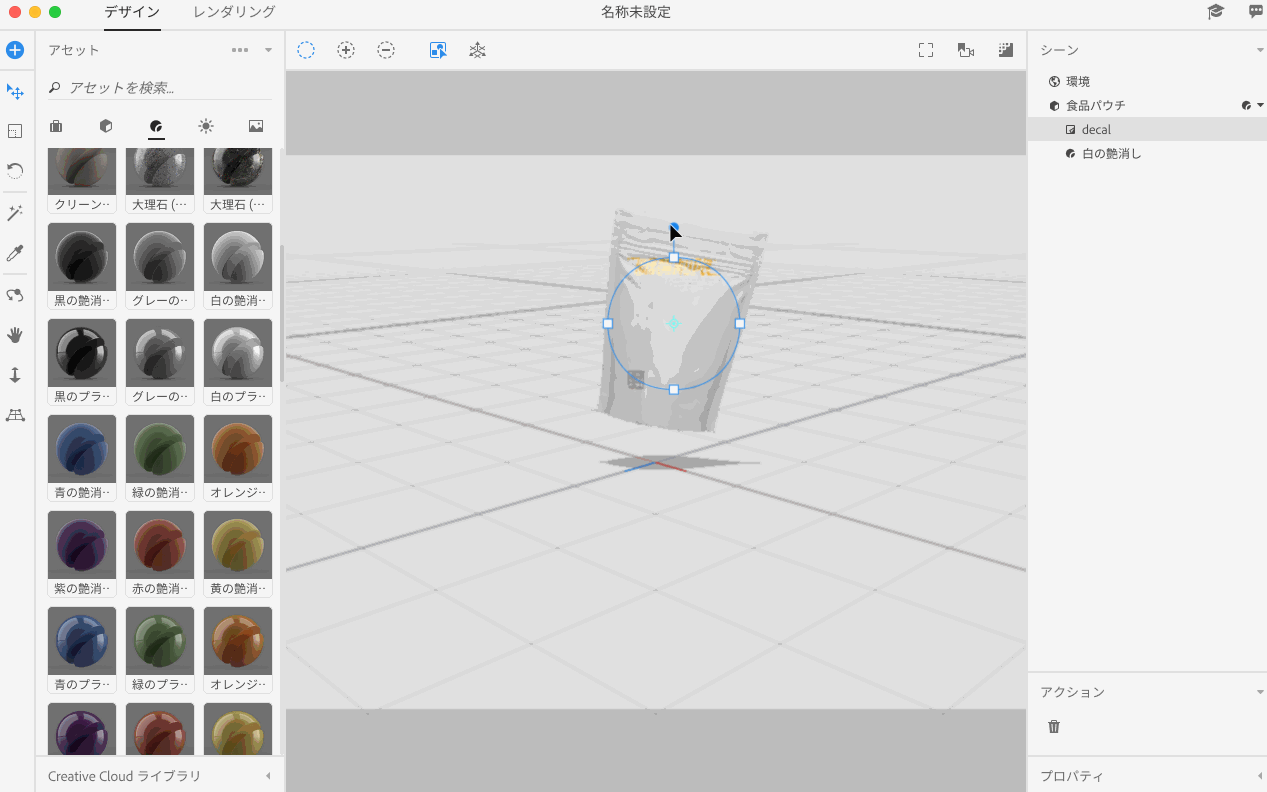 デザイン
レンダリング
名称未設定
アセット
アセットを検索...
クリーン··
大理石 (···
大理石 (···
黒の艶消··
グレーの··
白の艶消··
黒のプラ··
グレーの··
白のプラ··
青の艶消··
緑の艶消··
オレンジ··
紫の艶消··
赤の艶消··
黄の艶消··
青のプラ··
緑のプラ··
オレンジ··
Creative Cloud ライブラリ
シーン
環境
食品パウチ
decal
白の艶消し
アクション
プロパティ